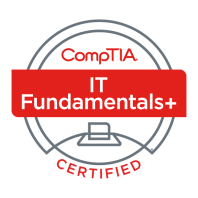 CompTIA.
IT
Fundamentals+
CERTIFIED